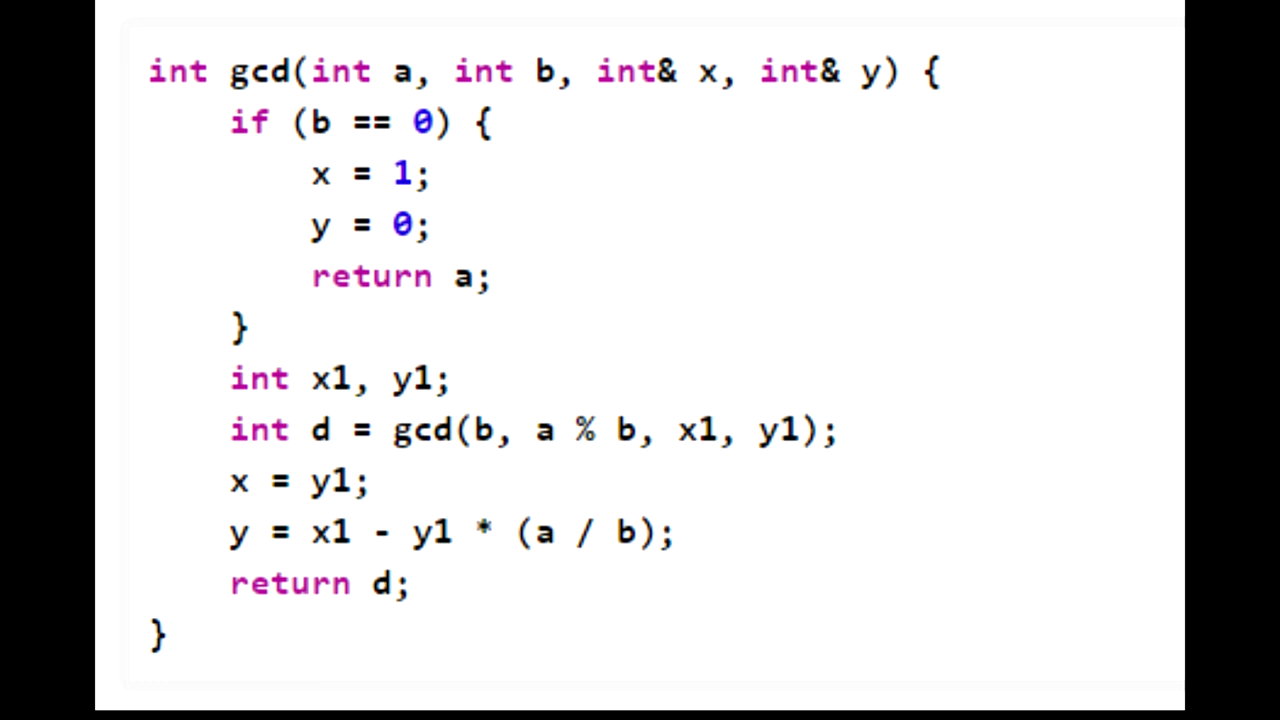 int gcd(int a, int b, int& x, int& y) {
    if (b == 0) {
        x = 1;
        y = 0;
        return a;
    }
    int x1, y1;
    int d = gcd(b, a % b, x1, y1);
    x = y1;
    y = x1 - y1 * (a / b);
    return d;
}